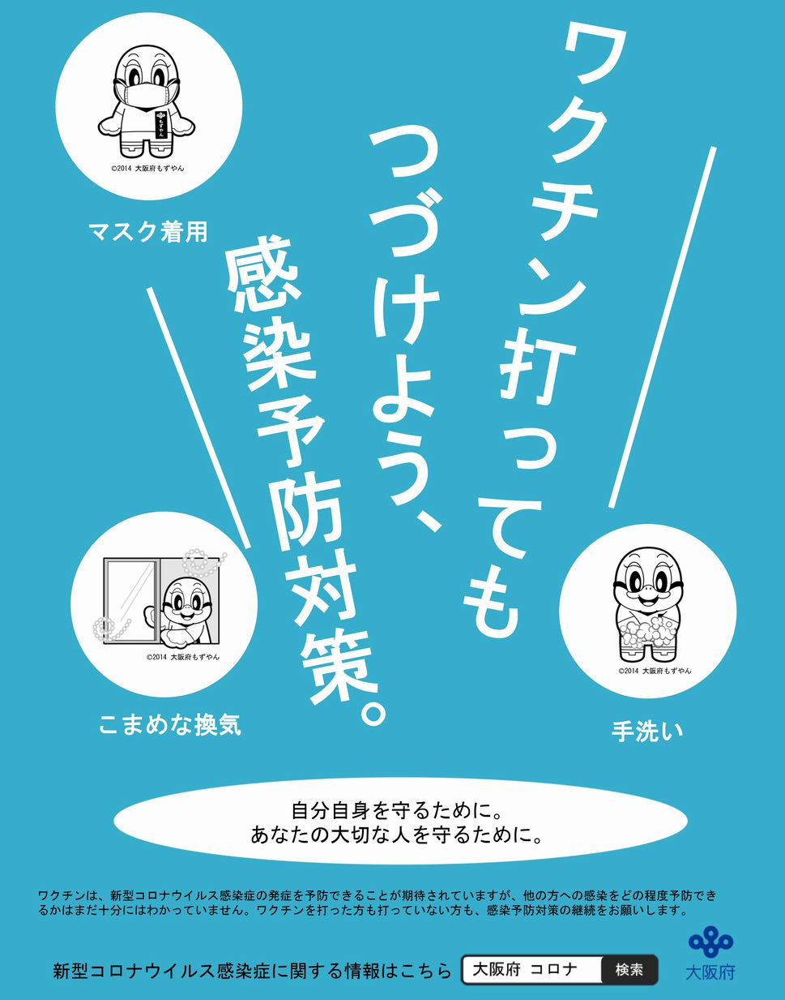 ワクチン打っても
つづけよう、
感染予防対策。
もずやん
©2014 大阪府もずやん
マスク着用
©2014 大阪府もずやん
こまめな換気
©2014 大阪府もずやん
手洗い
自分自身を守るために。
あなたの大切な人を守るために。
ワクチンは、新型コロナウイルス感染症の発症を予防できることが期待されていますが、他の方への感染をどの程度予防でき
るかはまだ十分にはわかっていません。ワクチンを打った方も打っていない方も、感染予防対策の継続をお願いします。
新型コロナウイルス感染症に関する情報はこちら 大阪府 コロナ 検索
大阪府